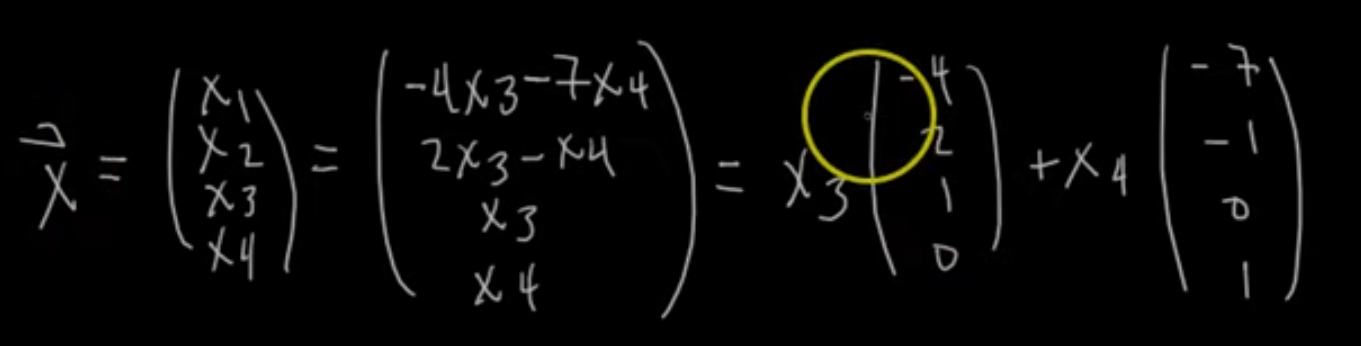 $\vec{x} = \begin{pmatrix} x_1 \\ x_2 \\ x_3 \\ x_4 \end{pmatrix} = \begin{pmatrix} -4x_3 - 7x_4 \\ 2x_3 - x_4 \\ x_3 \\ x_4 \end{pmatrix} = x_3 \begin{pmatrix} -4 \\ 2 \\ 1 \\ 0 \end{pmatrix} + x_4 \begin{pmatrix} -7 \\ -1 \\ 0 \\ 1 \end{pmatrix}$